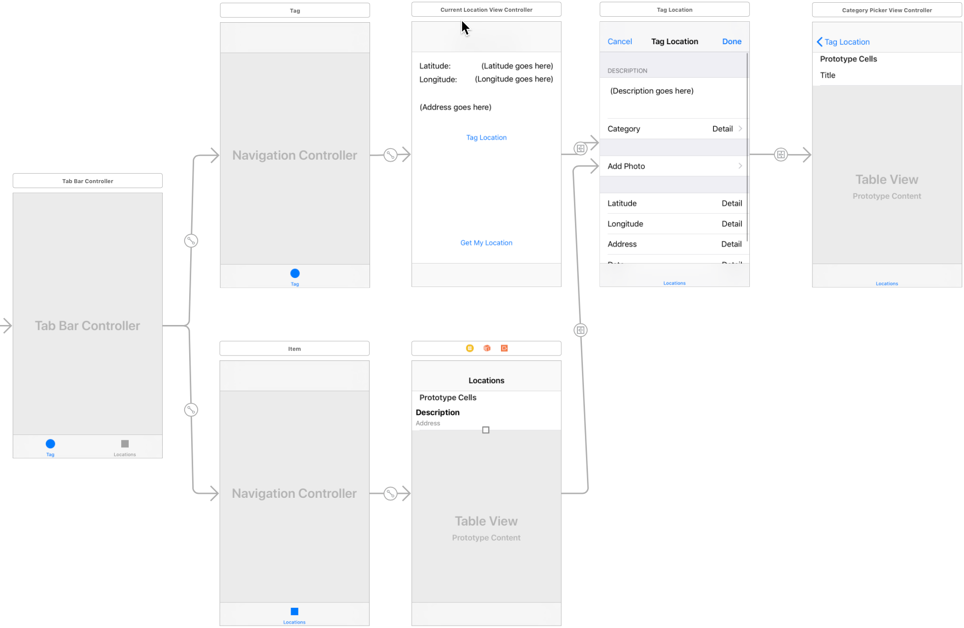 Tag
Current Location View Controller
Tag Location
Category Picker View Controller
Navigation Controller
Tag
Latitude: (Latitude goes here)
Longitude: (Longitude goes here)
(Address goes here)
Tag Location
Get My Location
Cancel Tag Location Done
DESCRIPTION
(Description goes here)
Category Detail
Add Photo
Latitude Detail
Longitude Detail
Address Detail
Locations
Tag Location
Prototype Cells
Title
Table View
Prototype Content
Locations
Tab Bar Controller
Tab Bar Controller
Tag Locations
Item
Navigation Controller
Locations
Locations
Prototype Cells
Description
Address
Table View
Prototype Content